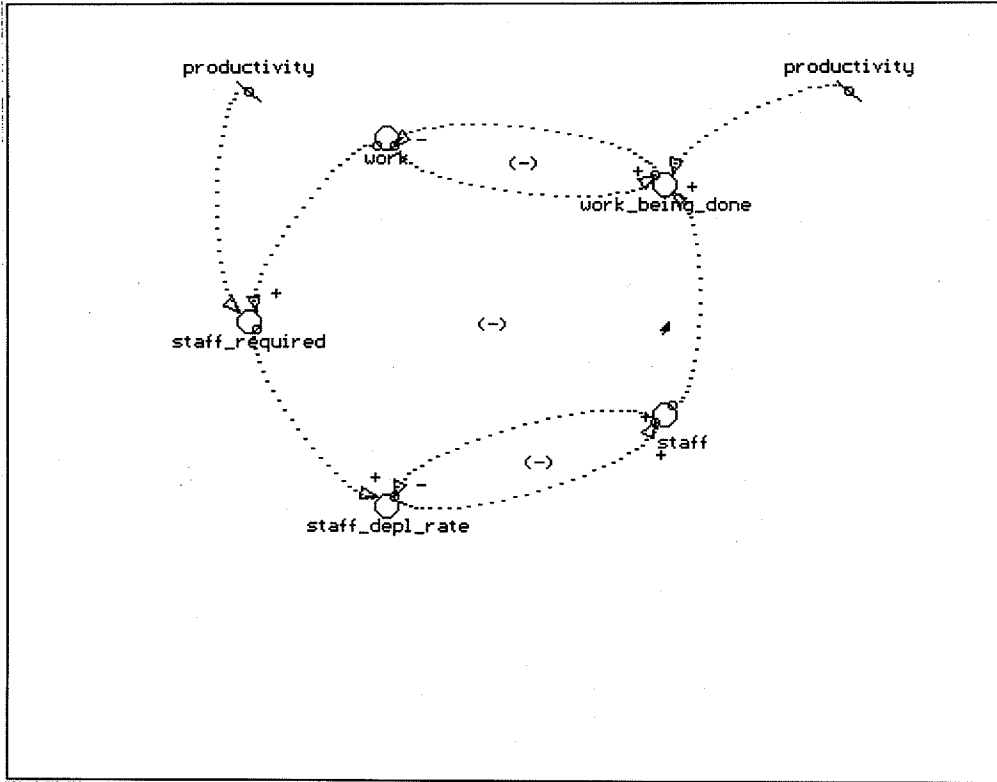 productivity
productivity
-
work
(-)
+
+
work_being_done
+
(-)
staff_required
+
staff
(-)
+
+
-
staff_depl_rate